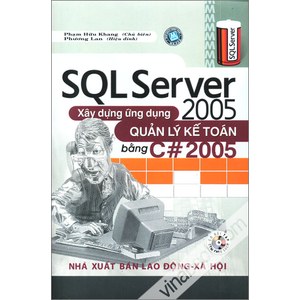 Phạm Hữu Khang (Chủ biên)
Phương Lan (Hiệu đính)
SQL Server
SQL Server
2005
Xây dựng ứng dụng
QUẢN LÝ KẾ TOÁN
bằng C# 2005
NHÀ XUẤT BẢN LAO ĐỘNG-XÃ HỘI